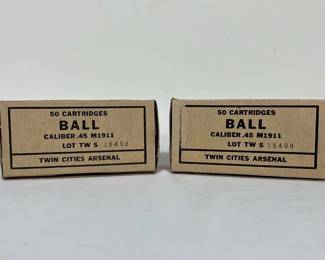 50 CARTRIDGES
BALL
CALIBER .45 M1911
LOT TW S 18498
TWIN CITIES ARSENAL
50 CARTRIDGES
BALL
CALIBER .45 M1911
LOT TW S 18498
TWIN CITIES ARSENAL